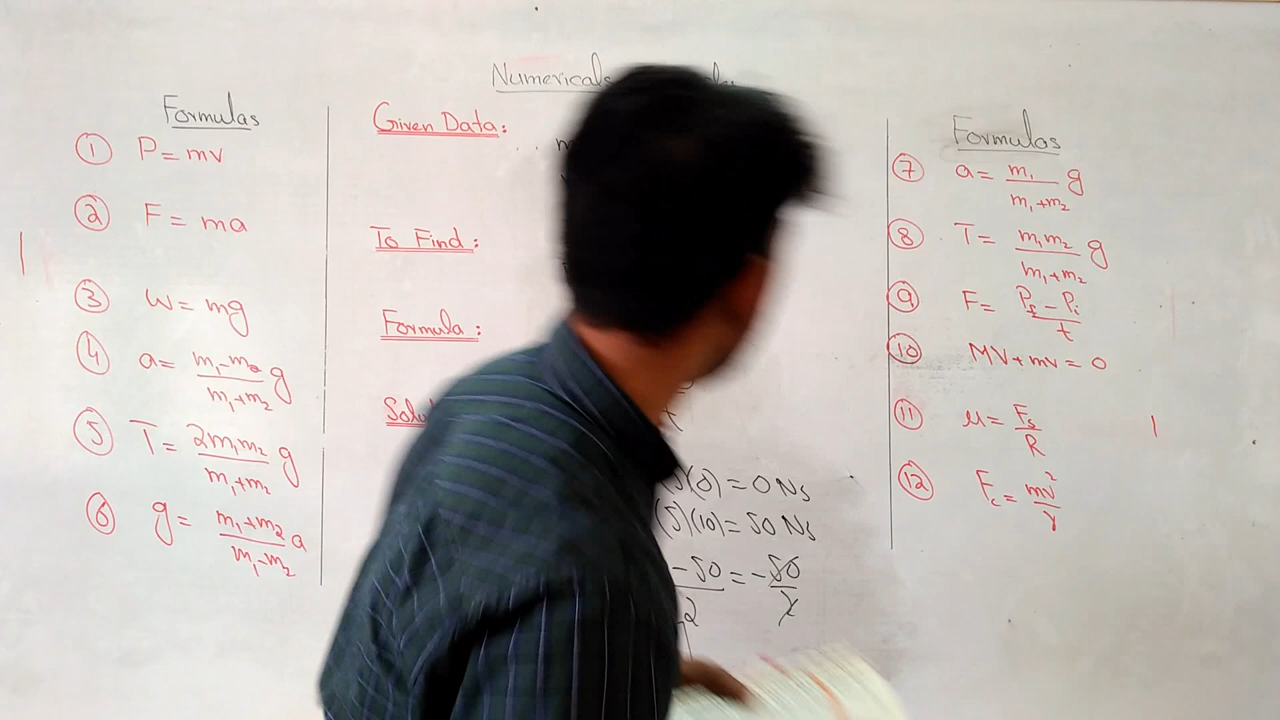 Numericals
Formulas
① P = mv
② F = ma
③ w = mg
④ a = m₁-m₂/m₁+m₂ g
⑤ T = 2m₁m₂/m₁+m₂ g
⑥ g = m₁+m₂/m₁-m₂ a
Given Data:
To Find:
Formula:
(0) = 0 Ns
(5)(10) = 50 Ns
-50/2 = -50/2
Formulas
⑦ a = m₁/m₁+m₂ g
⑧ T = m₁m₂/m₁+m₂ g
⑨ F = Pf - Pi/t
⑩ MV + mv = 0
⑪ μ = Fs/R
⑫ Fc = mv²/r